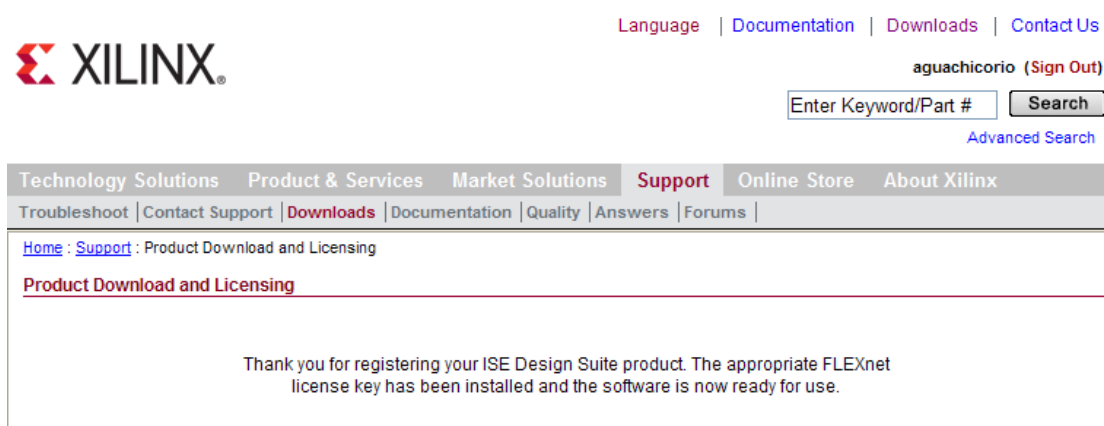 Language | Documentation | Downloads | Contact Us
XILINX®
aguachicorio (Sign Out)
Enter Keyword/Part # Search
Advanced Search
Technology Solutions Product & Services Market Solutions Support Online Store About Xilinx
Troubleshoot | Contact Support | Downloads | Documentation | Quality | Answers | Forums |
Home : Support : Product Download and Licensing
Product Download and Licensing
Thank you for registering your ISE Design Suite product. The appropriate FLEXnet
license key has been installed and the software is now ready for use.